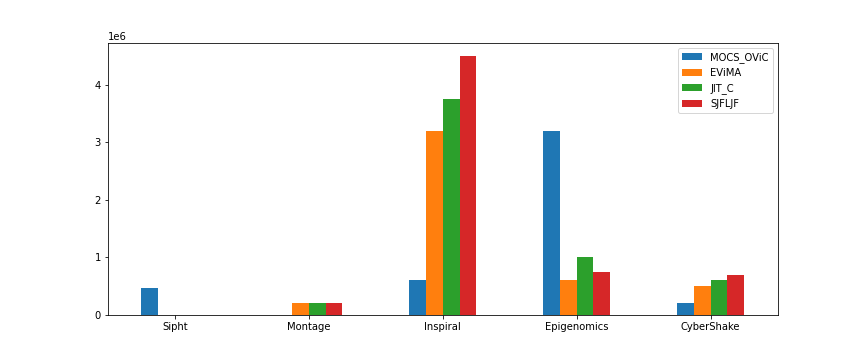 1e6
MOCS_OViC
EViMA
JIT_C
SJFLJF
4
3
2
1
0
Sipht Montage Inspiral Epigenomics CyberShake